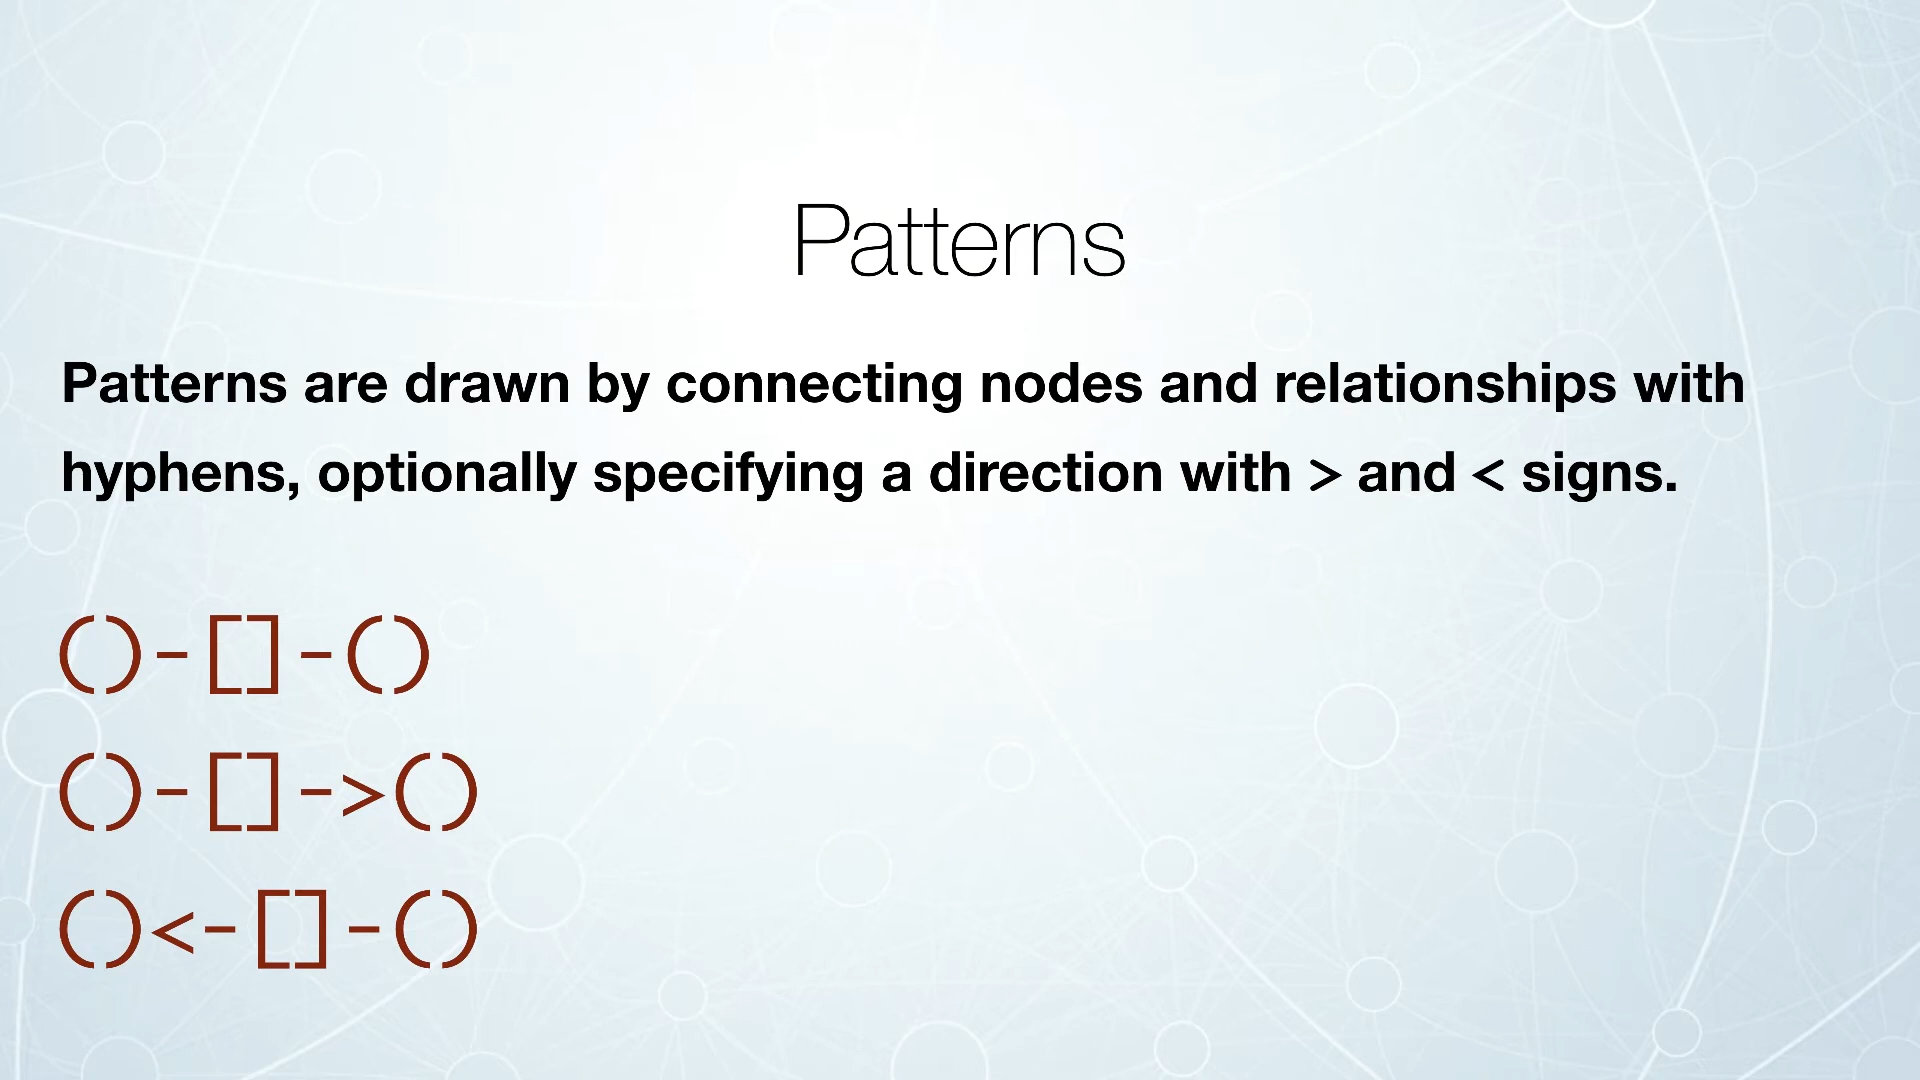 Patterns
Patterns are drawn by connecting nodes and relationships with
hyphens, optionally specifying a direction with > and < signs.
()-[]-()
()-[]->()
()<-[]-()